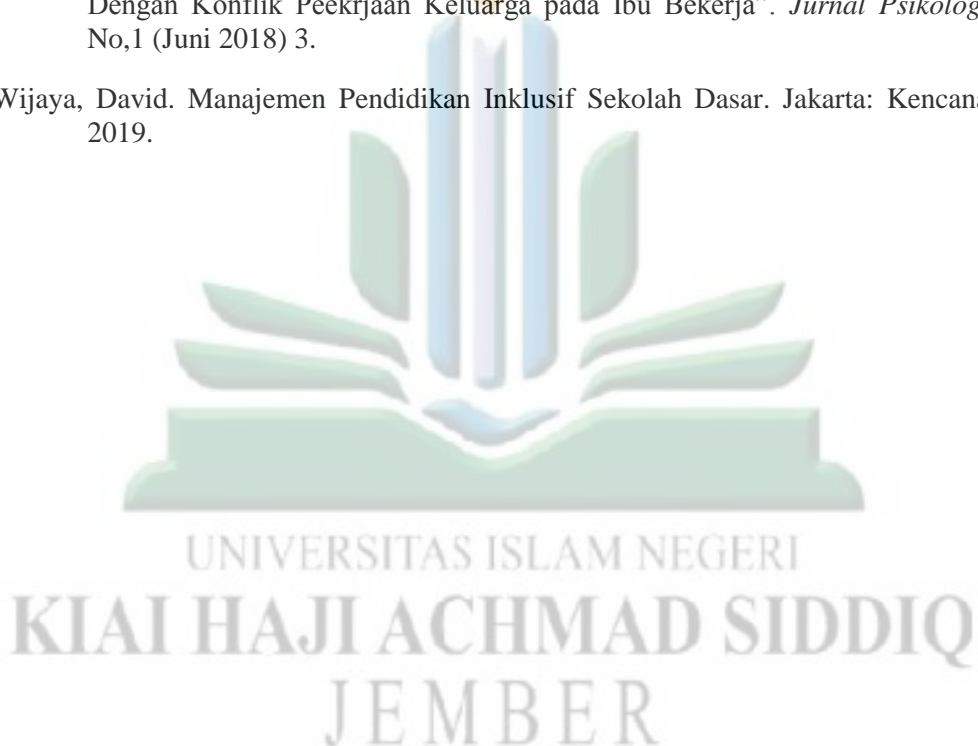 Dengan Konflik Peekrjaan Keluarga pada Ibu Bekerja". Jurnal Psikolog
No,1 (Juni 2018) 3.
Wijaya, David. Manajemen Pendidikan Inklusif Sekolah Dasar. Jakarta: Kencana
2019.
UNIVERSITAS ISLAM NEGERI
KIAI HAJI ACHMAD SIDDIQ
JEMBER